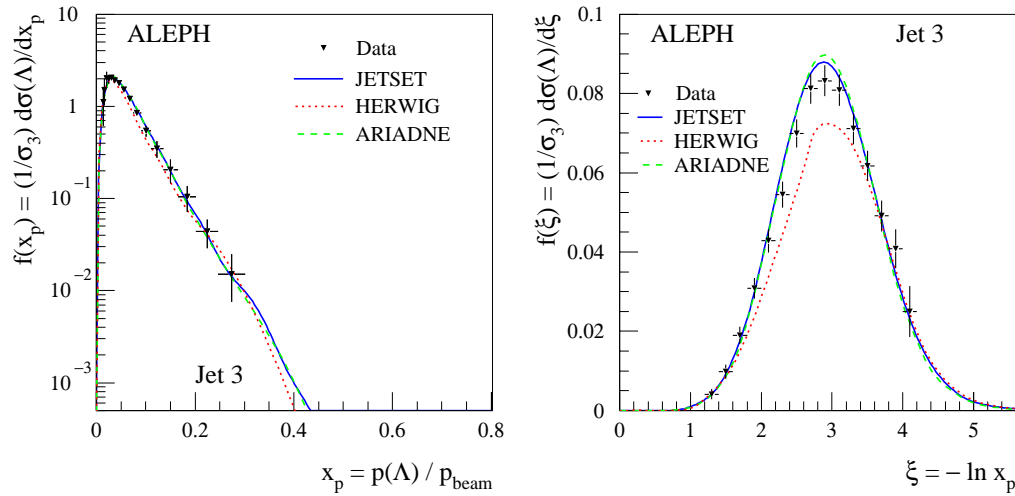 f(x_p) = (1/σ_3) dσ(Λ)/dx_p
10
1
10^−1
10^−2
10^−3
ALEPH
Data
JETSET
HERWIG
ARIADNE
Jet 3
0
0.2
0.4
0.6
0.8
x_p = p(Λ) / p_beam
f(ξ) = (1/σ_3) dσ(Λ)/dξ
0.1
0.08
0.06
0.04
0.02
0
ALEPH
Jet 3
Data
JETSET
HERWIG
ARIADNE
0
1
2
3
4
5
ξ = − ln x_p